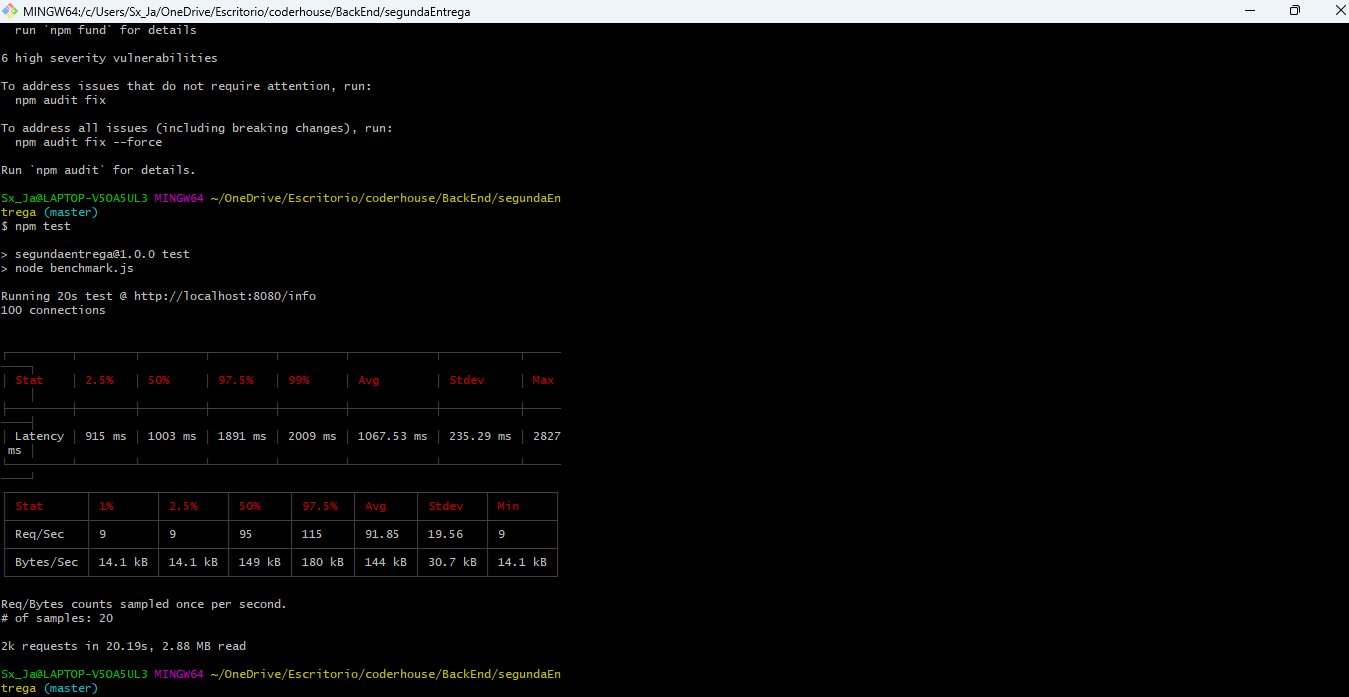 MINGW64:/c/Users/Sx_Ja/OneDrive/Escritorio/coderhouse/BackEnd/segundaEntrega
run `npm fund` for details
6 high severity vulnerabilities
To address issues that do not require attention, run:
npm audit fix
To address all issues (including breaking changes), run:
npm audit fix --force
Run `npm audit` for details.
Sx_Ja@LAPTOP-V5OA5UL3 MINGW64 ~/OneDrive/Escritorio/coderhouse/BackEnd/segundaEn
trega (master)
$ npm test
> segundaentrega@1.0.0 test
> node benchmark.js
Running 20s test @ http://localhost:8080/info
100 connections
Stat 2.5% 50% 97.5% 99% Avg Stdev Max
Latency 915 ms 1003 ms 1891 ms 2009 ms 1067.53 ms 235.29 ms 2827
ms
Stat 1% 2.5% 50% 97.5% Avg Stdev Min
Req/Sec 9 9 95 115 91.85 19.56 9
Bytes/Sec 14.1 kB 14.1 kB 149 kB 180 kB 144 kB 30.7 kB 14.1 kB
Req/Bytes counts sampled once per second.
# of samples: 20
2k requests in 20.19s, 2.88 MB read
Sx_Ja@LAPTOP-V5OA5UL3 MINGW64 ~/OneDrive/Escritorio/coderhouse/BackEnd/segundaEn
trega (master)